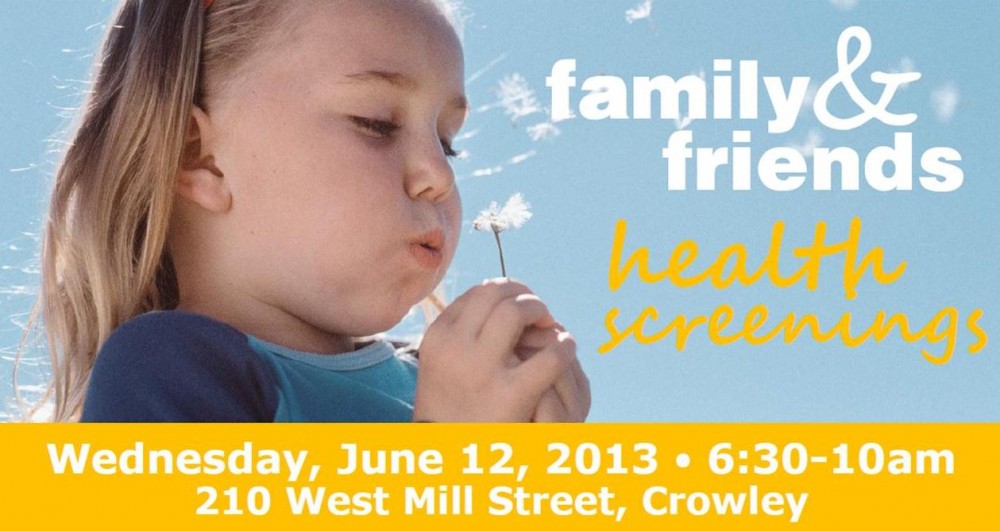 family &
friends
health
screenings
Wednesday, June 12, 2013 • 6:30-10am
210 West Mill Street, Crowley